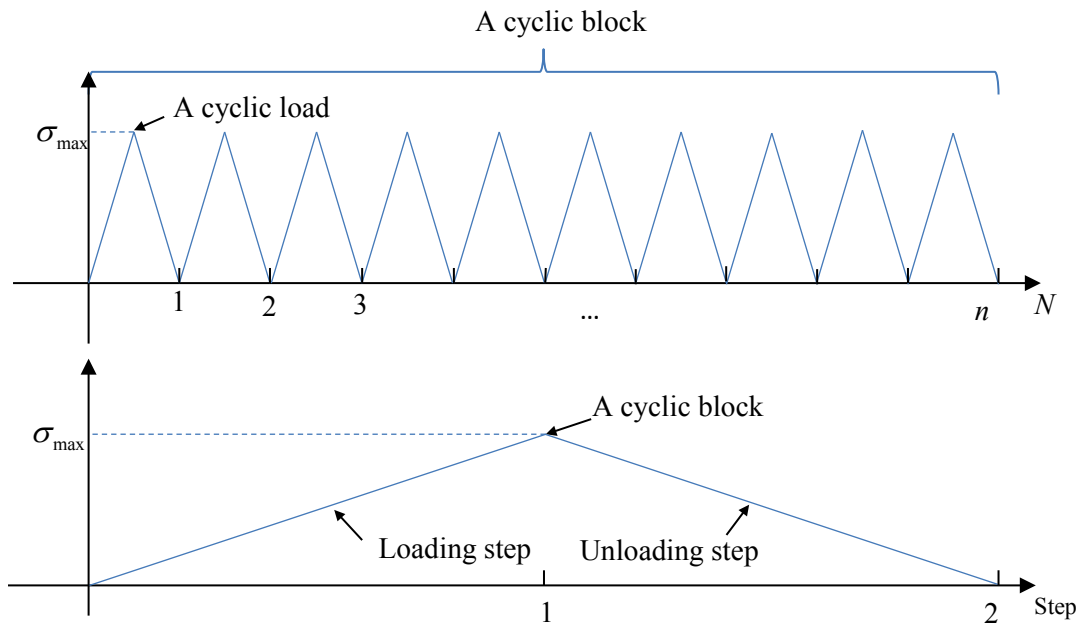 A cyclic block
A cyclic load
σmax
1
2
3
...
n
N
A cyclic block
σmax
Loading step
Unloading step
1
2
Step